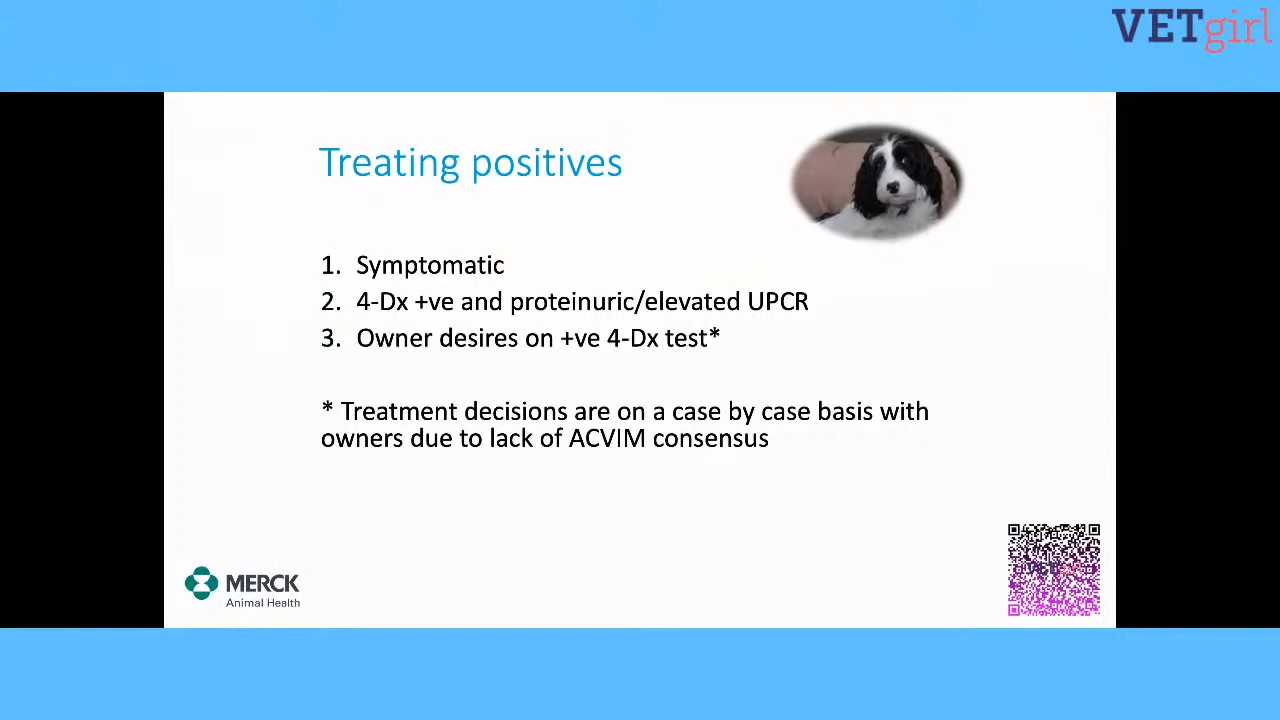 VETgirl
Treating positives
1. Symptomatic
2. 4-Dx +ve and proteinuric/elevated UPCR
3. Owner desires on +ve 4-Dx test*
* Treatment decisions are on a case by case basis with
owners due to lack of ACVIM consensus
MERCK
Animal Health
VETgirl